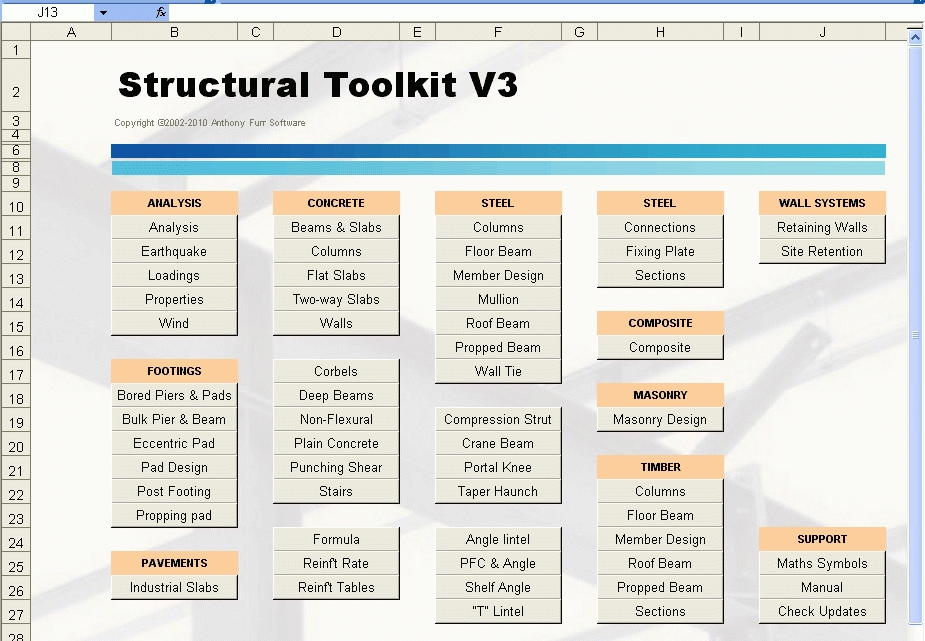 J13 fx
A B C D E F G H I J
1
2 Structural Toolkit V3
3 Copyright ©2002-2010 Anthony Furr Software
4
6
8
9
10 ANALYSIS CONCRETE STEEL STEEL WALL SYSTEMS
11 Analysis Beams & Slabs Columns Connections Retaining Walls
12 Earthquake Columns Floor Beam Fixing Plate Site Retention
13 Loadings Flat Slabs Member Design Sections
14 Properties Two-way Slabs Mullion
15 Wind Walls Roof Beam COMPOSITE
16 Propped Beam Composite
17 FOOTINGS Corbels Wall Tie
18 Bored Piers & Pads Deep Beams MASONRY
19 Bulk Pier & Beam Non-Flexural Compression Strut Masonry Design
20 Eccentric Pad Plain Concrete Crane Beam
21 Pad Design Punching Shear Portal Knee TIMBER
22 Post Footing Stairs Taper Haunch Columns
23 Propping pad Floor Beam
24 Formula Angle lintel Member Design SUPPORT
25 PAVEMENTS Reinf't Rate PFC & Angle Roof Beam Maths Symbols
26 Industrial Slabs Reinf't Tables Shelf Angle Propped Beam Manual
27 "T" Lintel Sections Check Updates
28